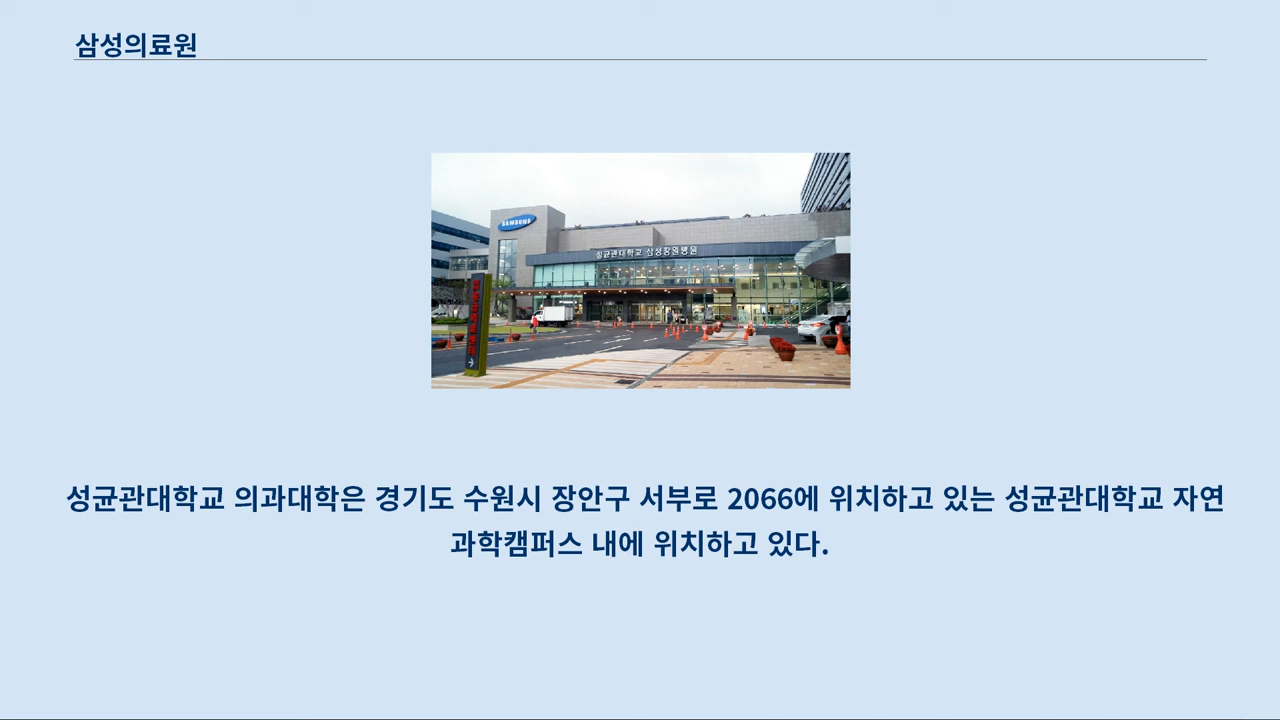 삼성의료원
SAMSUNG
성균관대학교 삼성창원병원
성균관대학교 의과대학은 경기도 수원시 장안구 서부로 2066에 위치하고 있는 성균관대학교 자연
과학캠퍼스 내에 위치하고 있다.